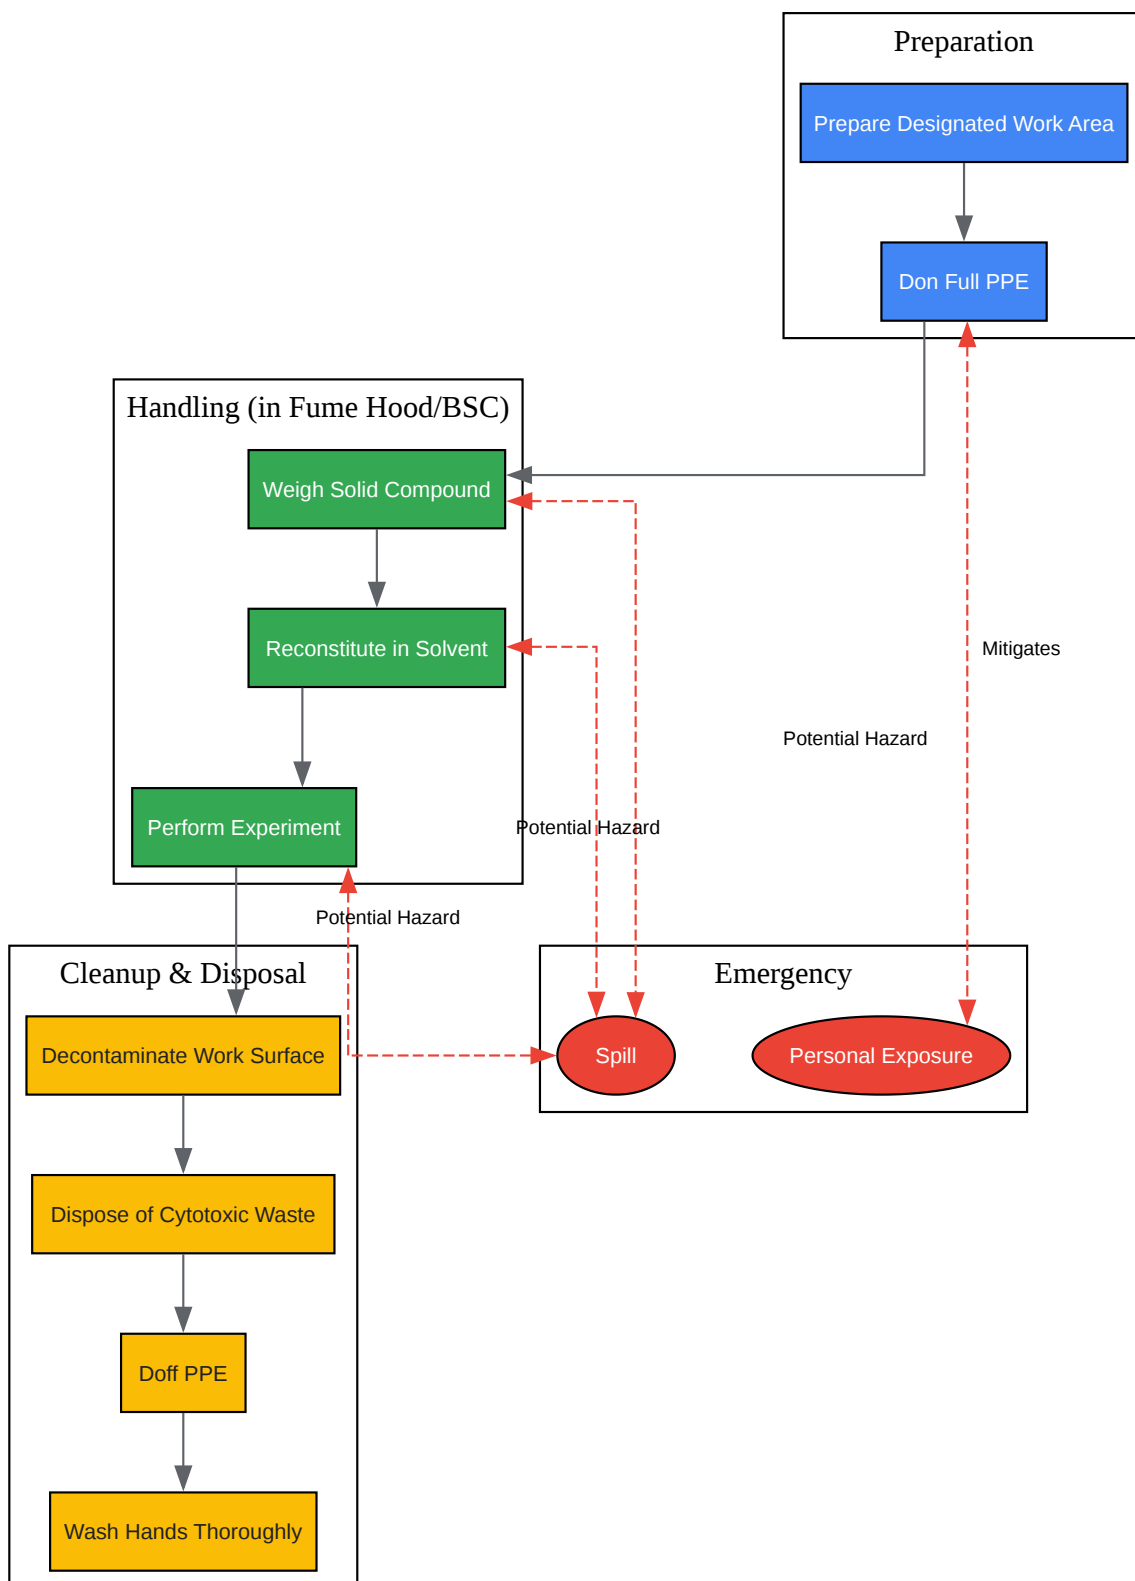 Preparation
Prepare Designated Work Area
Don Full PPE
Handling (in Fume Hood/BSC)
Weigh Solid Compound
Reconstitute in Solvent
Mitigates
Potential Hazard
Perform Experiment
Potential Hazard
Potential Hazard
Cleanup & Disposal
Emergency
Decontaminate Work Surface
Spill
Personal Exposure
Dispose of Cytotoxic Waste
Doff PPE
Wash Hands Thoroughly